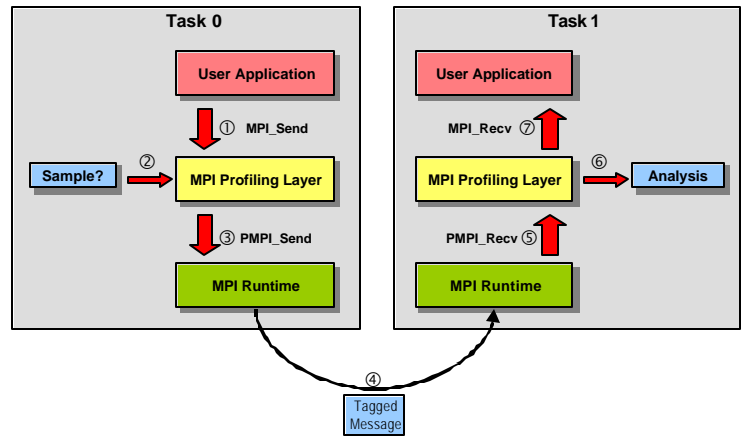 Task 0
User Application
① MPI_Send
Sample?
②
MPI Profiling Layer
③ PMPI_Send
MPI Runtime
Task 1
User Application
MPI_Recv ⑦
MPI Profiling Layer
⑥
Analysis
PMPI_Recv ⑤
MPI Runtime
④
Tagged
Message